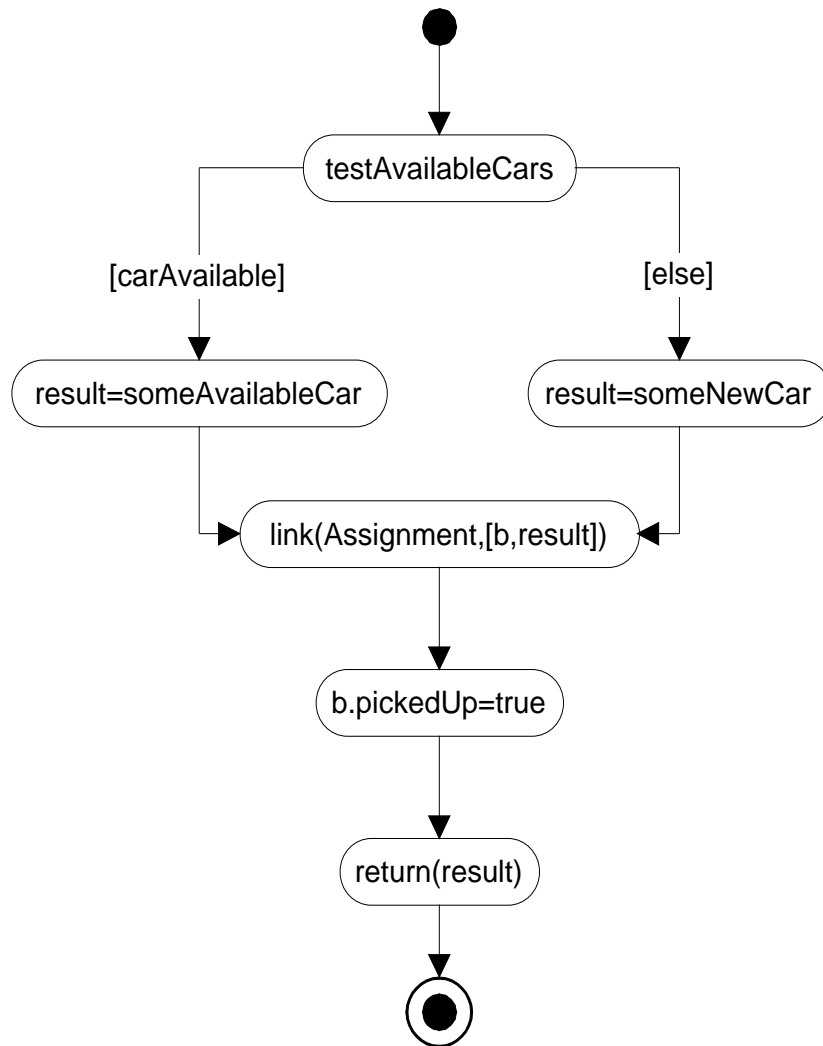 testAvailableCars
[carAvailable]
[else]
result=someAvailableCar
result=someNewCar
link(Assignment,[b,result])
b.pickedUp=true
return(result)